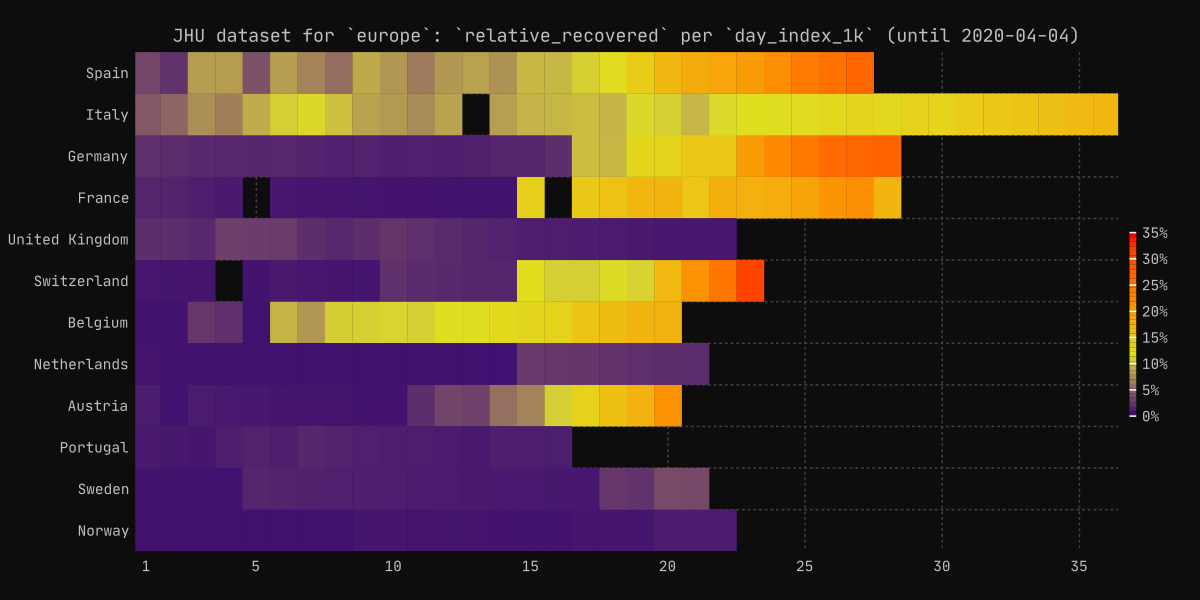 JHU dataset for `europe`: `relative_recovered` per `day_index_1k` (until 2020-04-04)
Spain
Italy
Germany
France
United Kingdom
Switzerland
Belgium
Netherlands
Austria
Portugal
Sweden
Norway
1 5 10 15 20 25 30 35
35%
30%
25%
20%
15%
10%
5%
0%